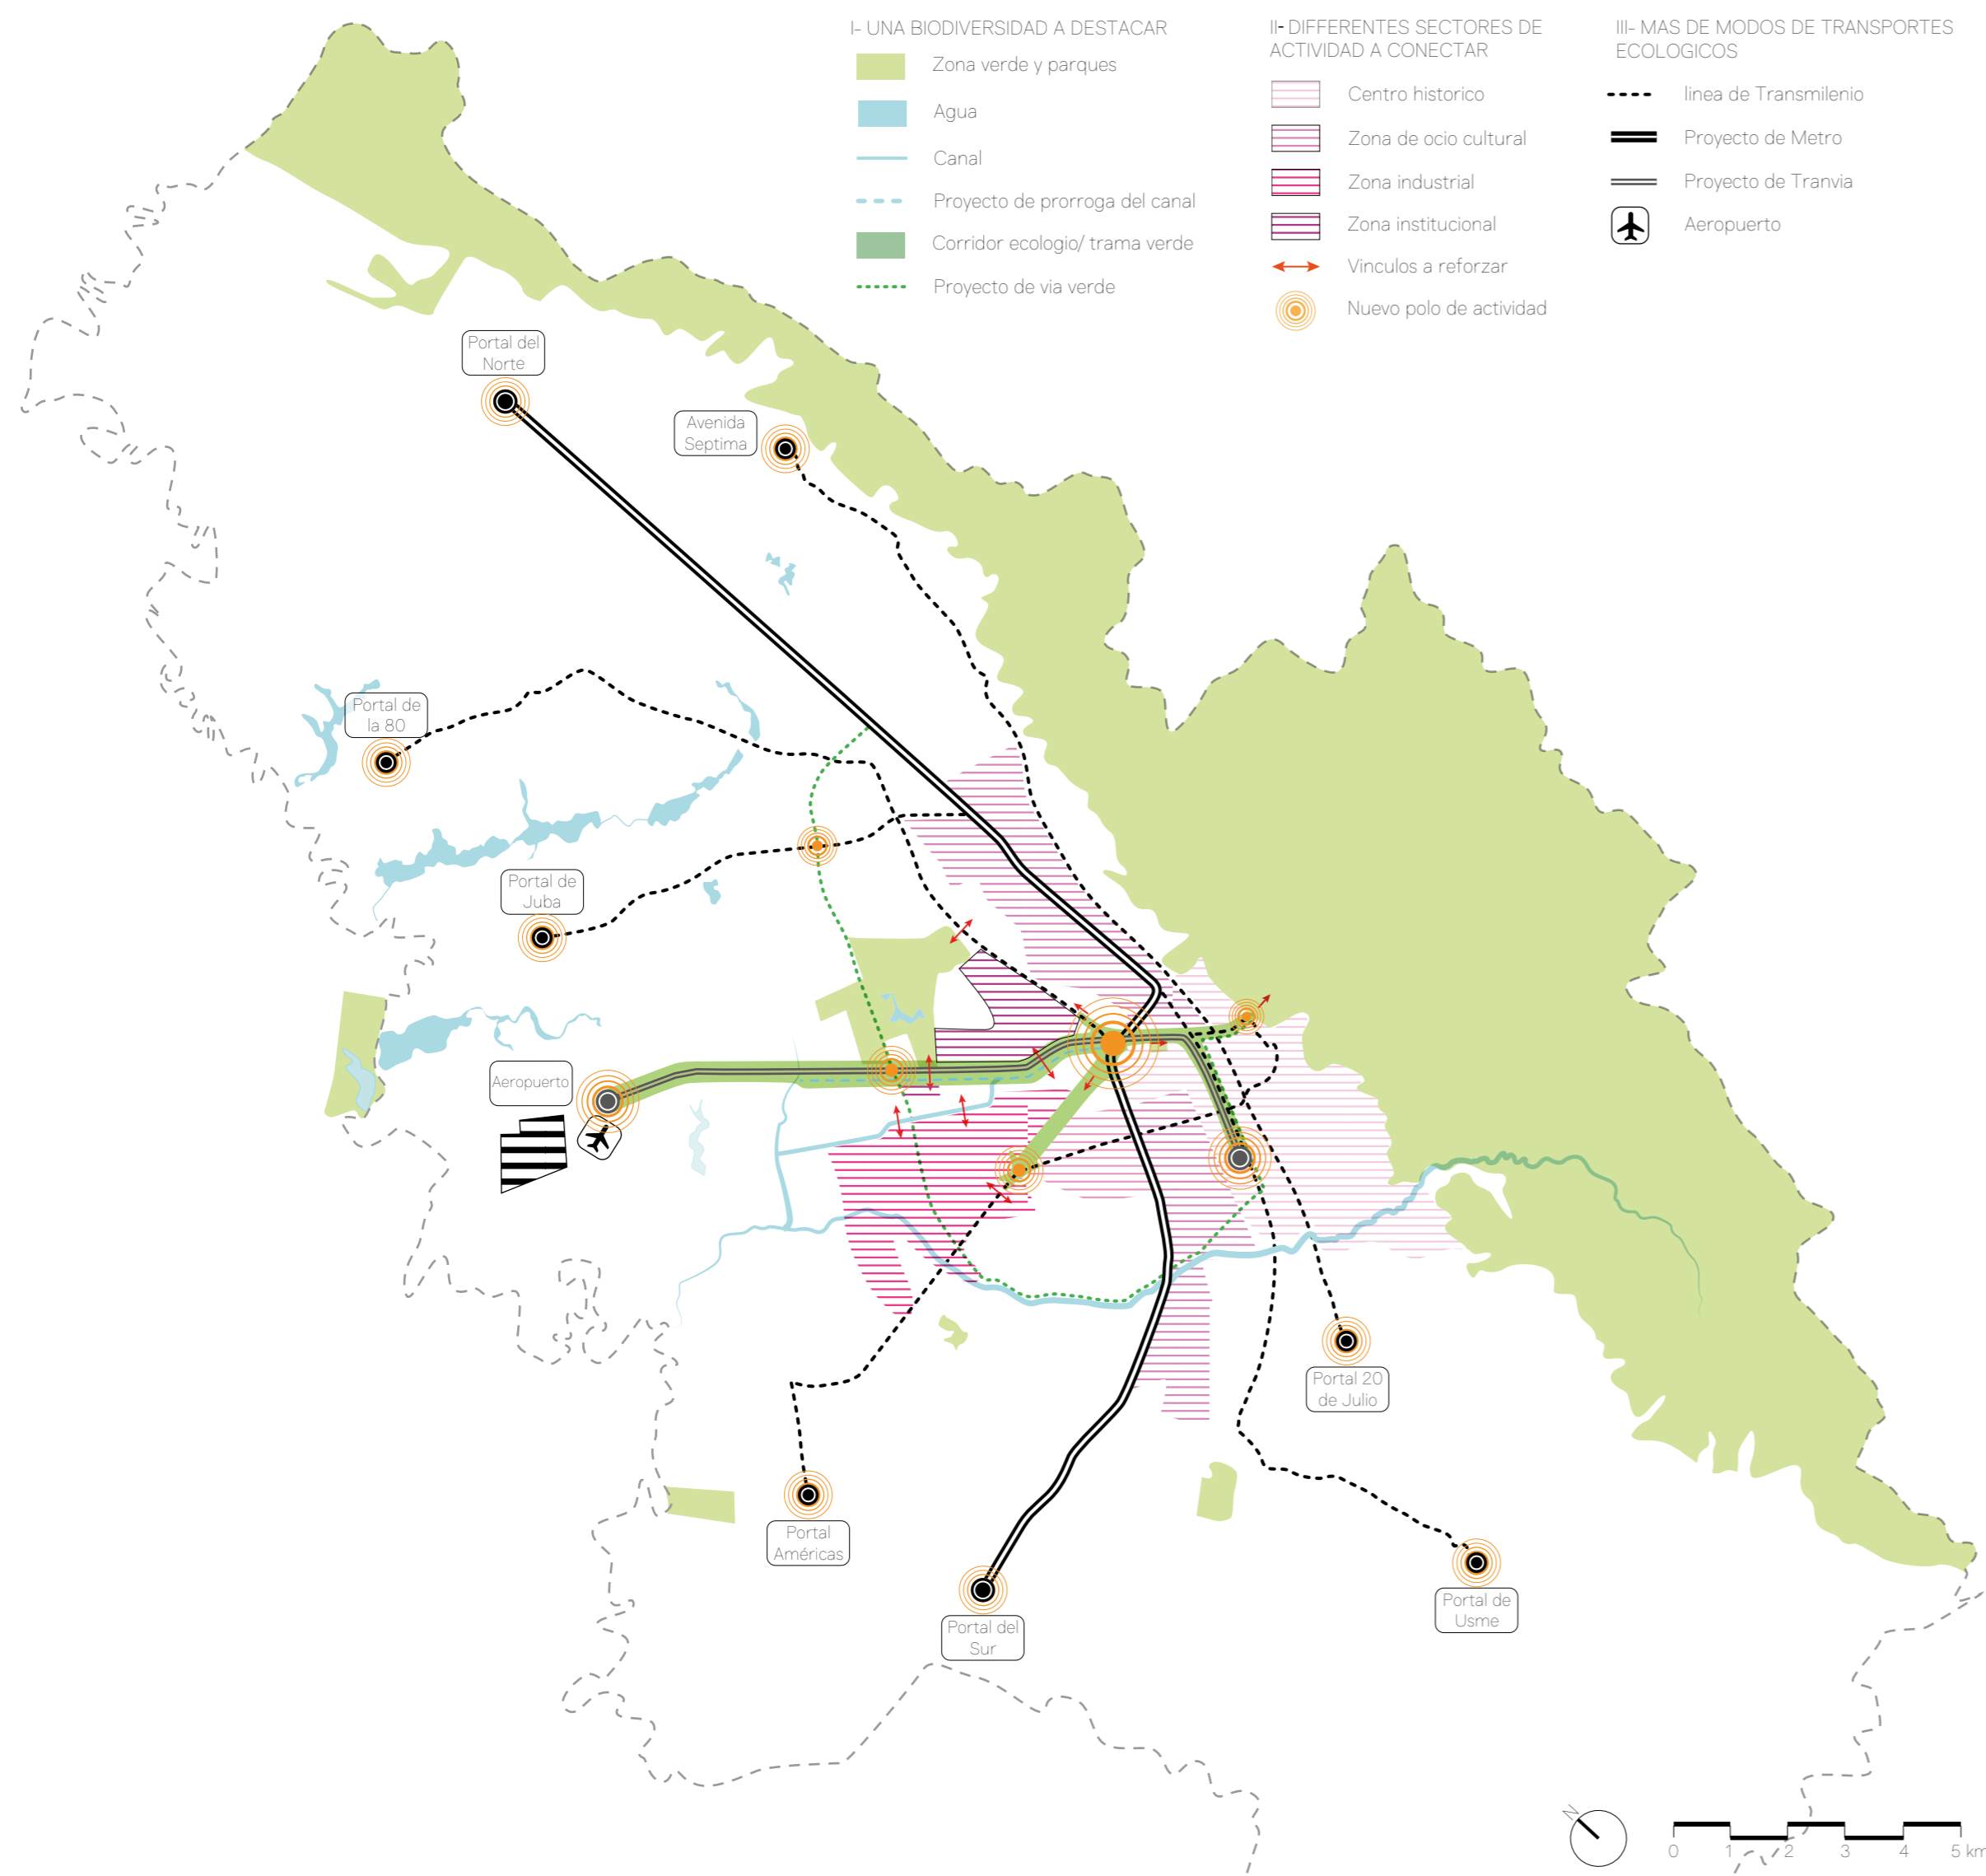 I- UNA BIODIVERSIDAD A DESTACAR
Zona verde y parques
Agua
Canal
Proyecto de prorroga del canal
Corridor ecologio/ trama verde
Proyecto de via verde
II- DIFFERENTES SECTORES DE
ACTIVIDAD A CONECTAR
Centro historico
Zona de ocio cultural
Zona industrial
Zona institucional
Vinculos a reforzar
Nuevo polo de actividad
III- MAS DE MODOS DE TRANSPORTES
ECOLOGICOS
linea de Transmilenio
Proyecto de Metro
Proyecto de Tranvia
Aeropuerto
Portal del
Norte
Avenida
Septima
Portal de
la 80
Portal de
Juba
Aeropuerto
Portal 20
de Julio
Portal
Américas
Portal del
Sur
Portal de
Usme
N
0 1 2 3 4 5 km